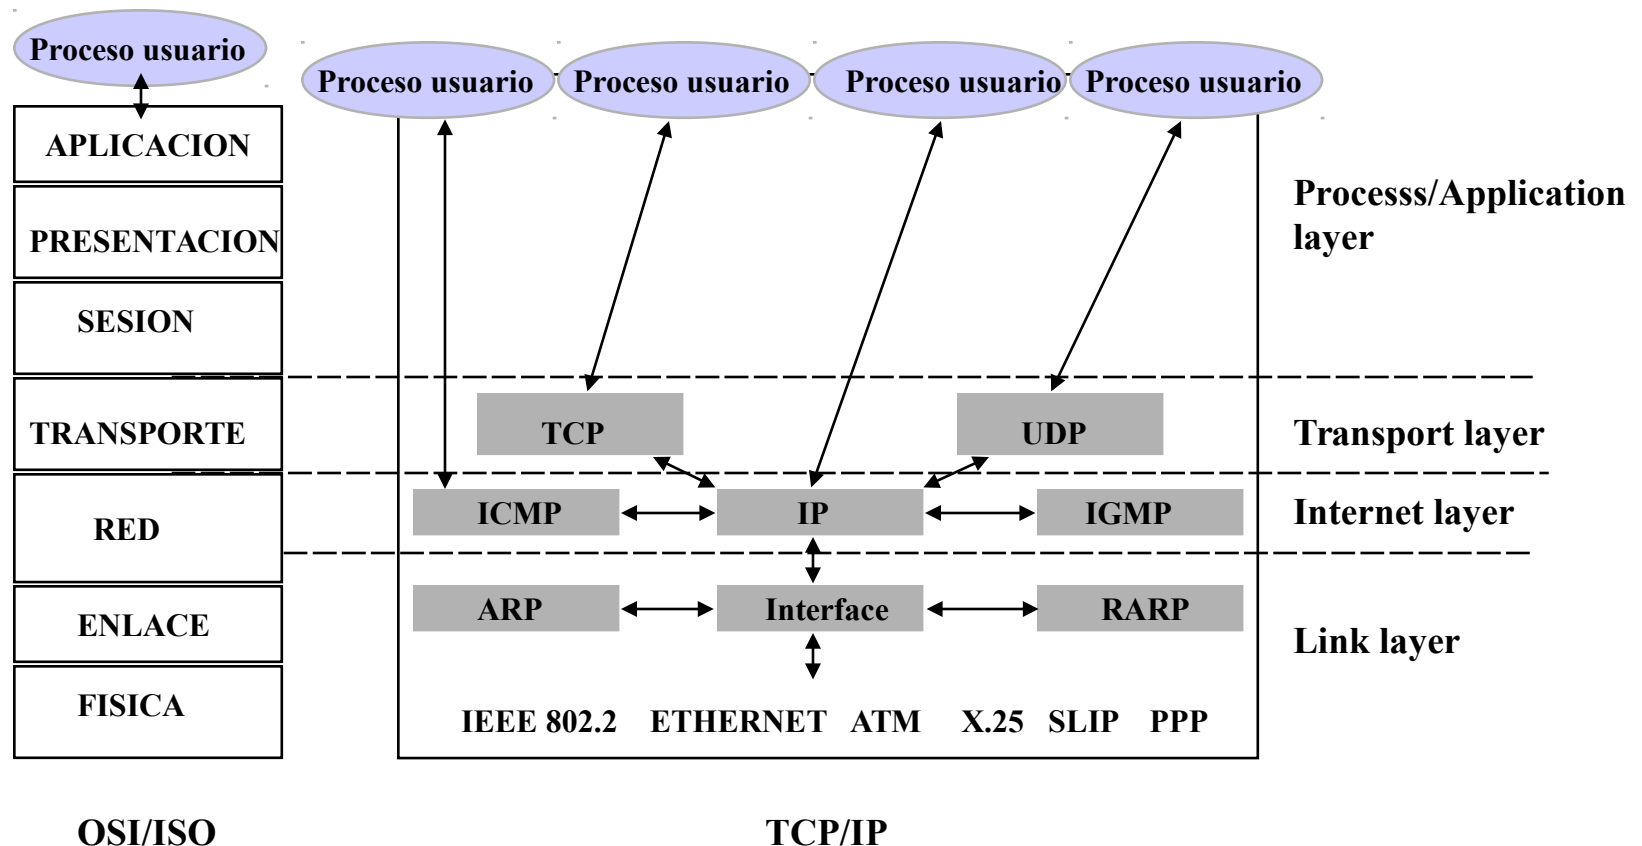 Proceso usuario
Proceso usuario
Proceso usuario
Proceso usuario
Proceso usuario
APLICACION
PRESENTACION
SESION
TRANSPORTE
RED
ENLACE
FISICA
Processs/Application
layer
TCP
UDP
Transport layer
ICMP
IP
IGMP
Internet layer
ARP
Interface
RARP
Link layer
IEEE 802.2 ETHERNET ATM X.25 SLIP PPP
OSI/ISO
TCP/IP